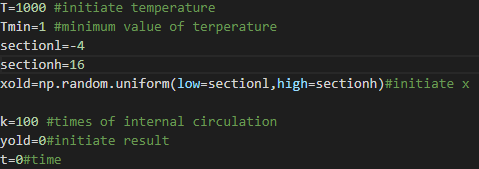 T=1000 #initiate temperature
Tmin=1 #minimum value of terperature
sectionl=-4
sectionh=16
xold=np.random.uniform(low=sectionl,high=sectionh)#initiate x
k=100 #times of internal circulation
yold=0#initiate result
t=0#time